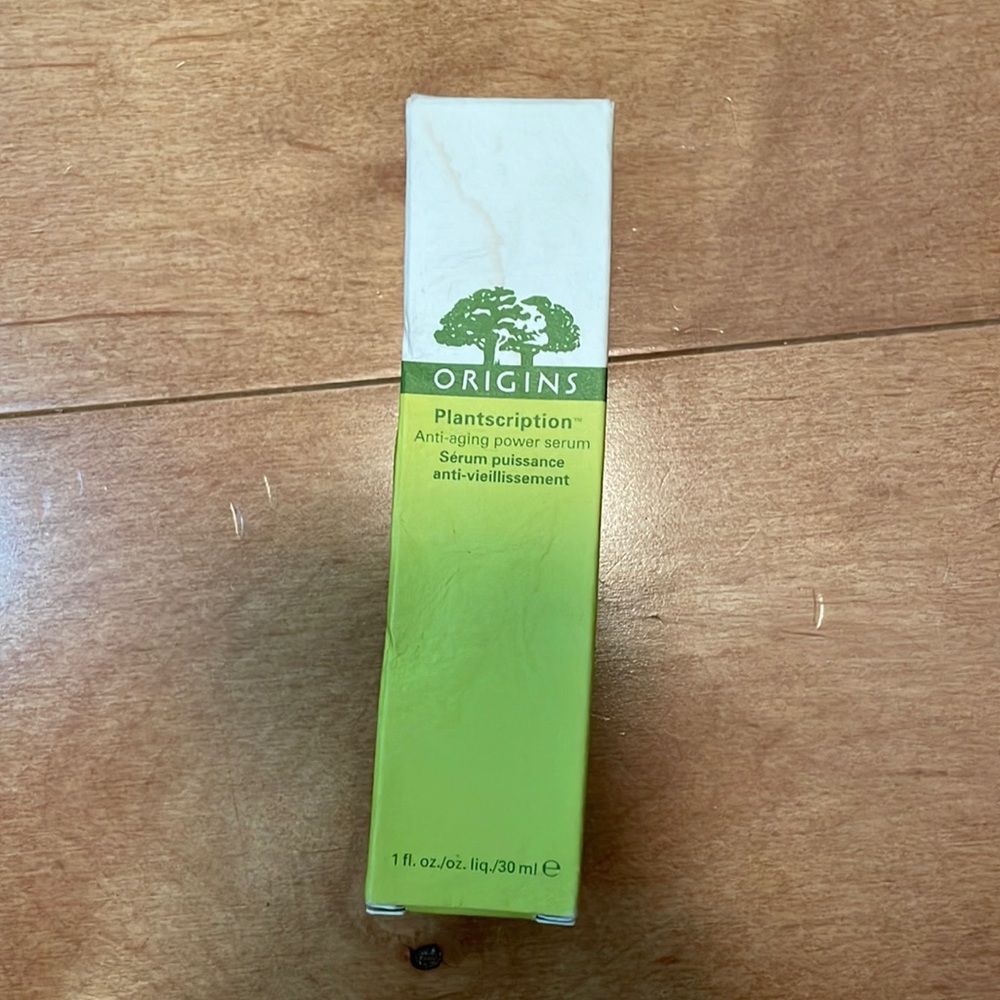 ORIGINS
Plantscription™
Anti-aging power serum
Sérum puissance
anti-vieillissement
1 fl. oz./oz. liq./30 ml ℮